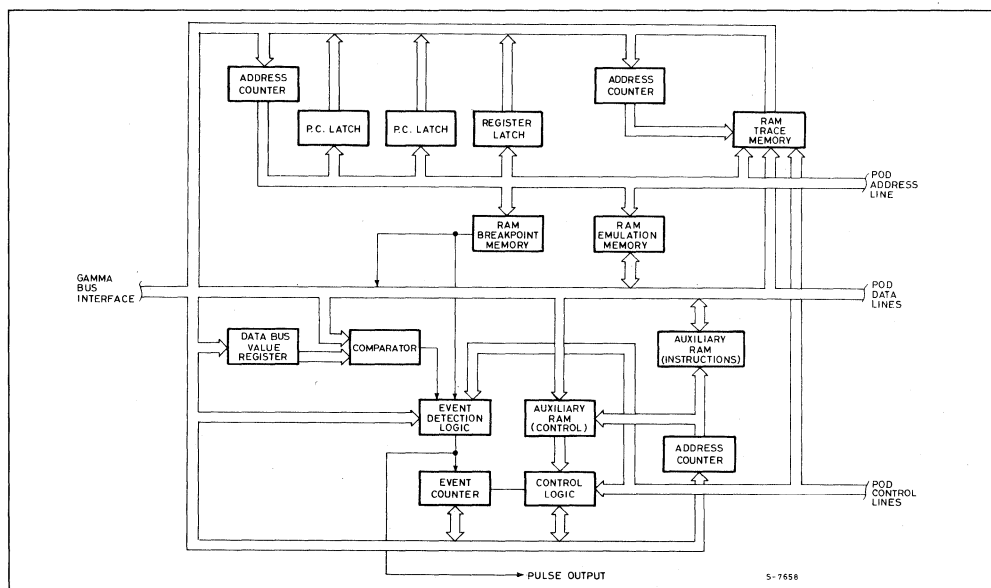 ADDRESS
COUNTER
P.C. LATCH
P.C. LATCH
REGISTER
LATCH
ADDRESS
COUNTER
RAM
TRACE
MEMORY
POD
ADDRESS
LINE
RAM
BREAKPOINT
MEMORY
RAM
EMULATION
MEMORY
GAMMA
BUS
INTERFACE
POD
DATA
LINES
DATA BUS
VALUE
REGISTER
COMPARATOR
AUXILIARY
RAM
(INSTRUCTIONS)
EVENT
DETECTION
LOGIC
AUXILIARY
RAM
(CONTROL)
ADDRESS
COUNTER
EVENT
COUNTER
CONTROL
LOGIC
POD
CONTROL
LINES
PULSE OUTPUT
S-7658